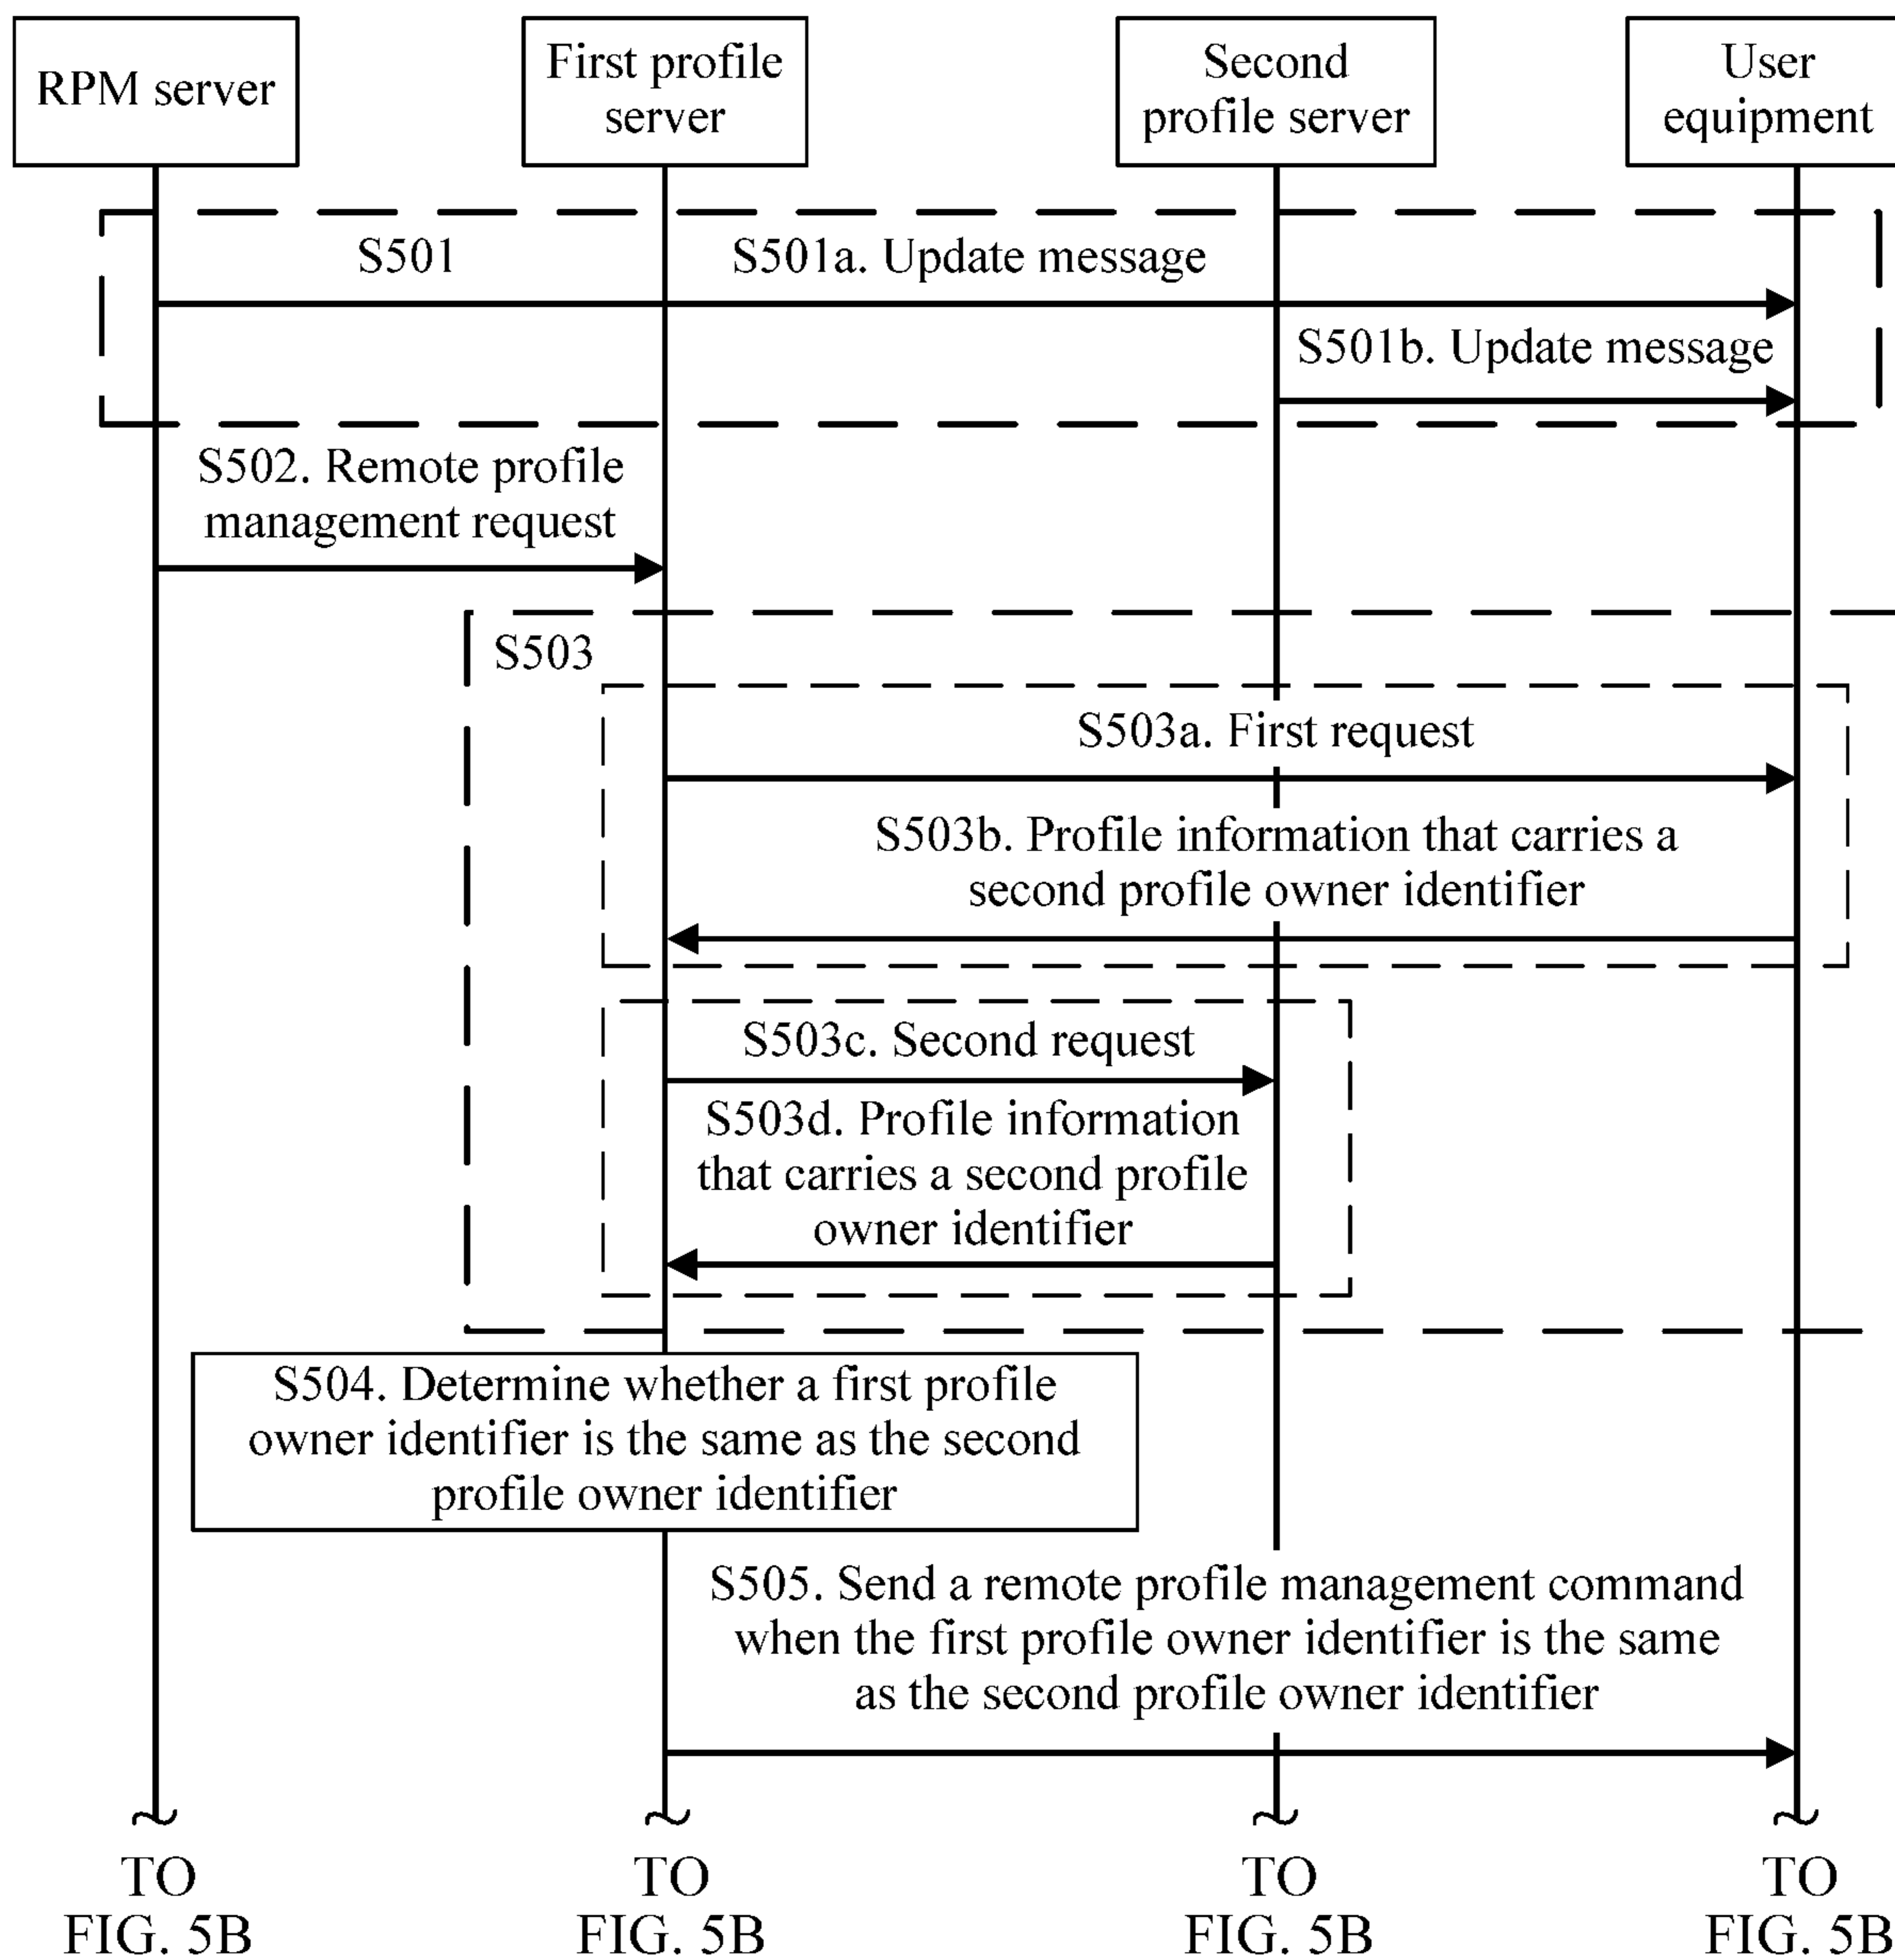 RPM server
First profile
server
Second
profile server
User
equipment
S501
S501a. Update message
S501b. Update message
S502. Remote profile
management request
S503
S503a. First request
S503b. Profile information that carries a
second profile owner identifier
S503c. Second request
S503d. Profile information
that carries a second profile
owner identifier
S504. Determine whether a first profile
owner identifier is the same as the second
profile owner identifier
S505. Send a remote profile management command
when the first profile owner identifier is the same
as the second profile owner identifier
TO
FIG. 5B
TO
FIG. 5B
TO
FIG. 5B
TO
FIG. 5B